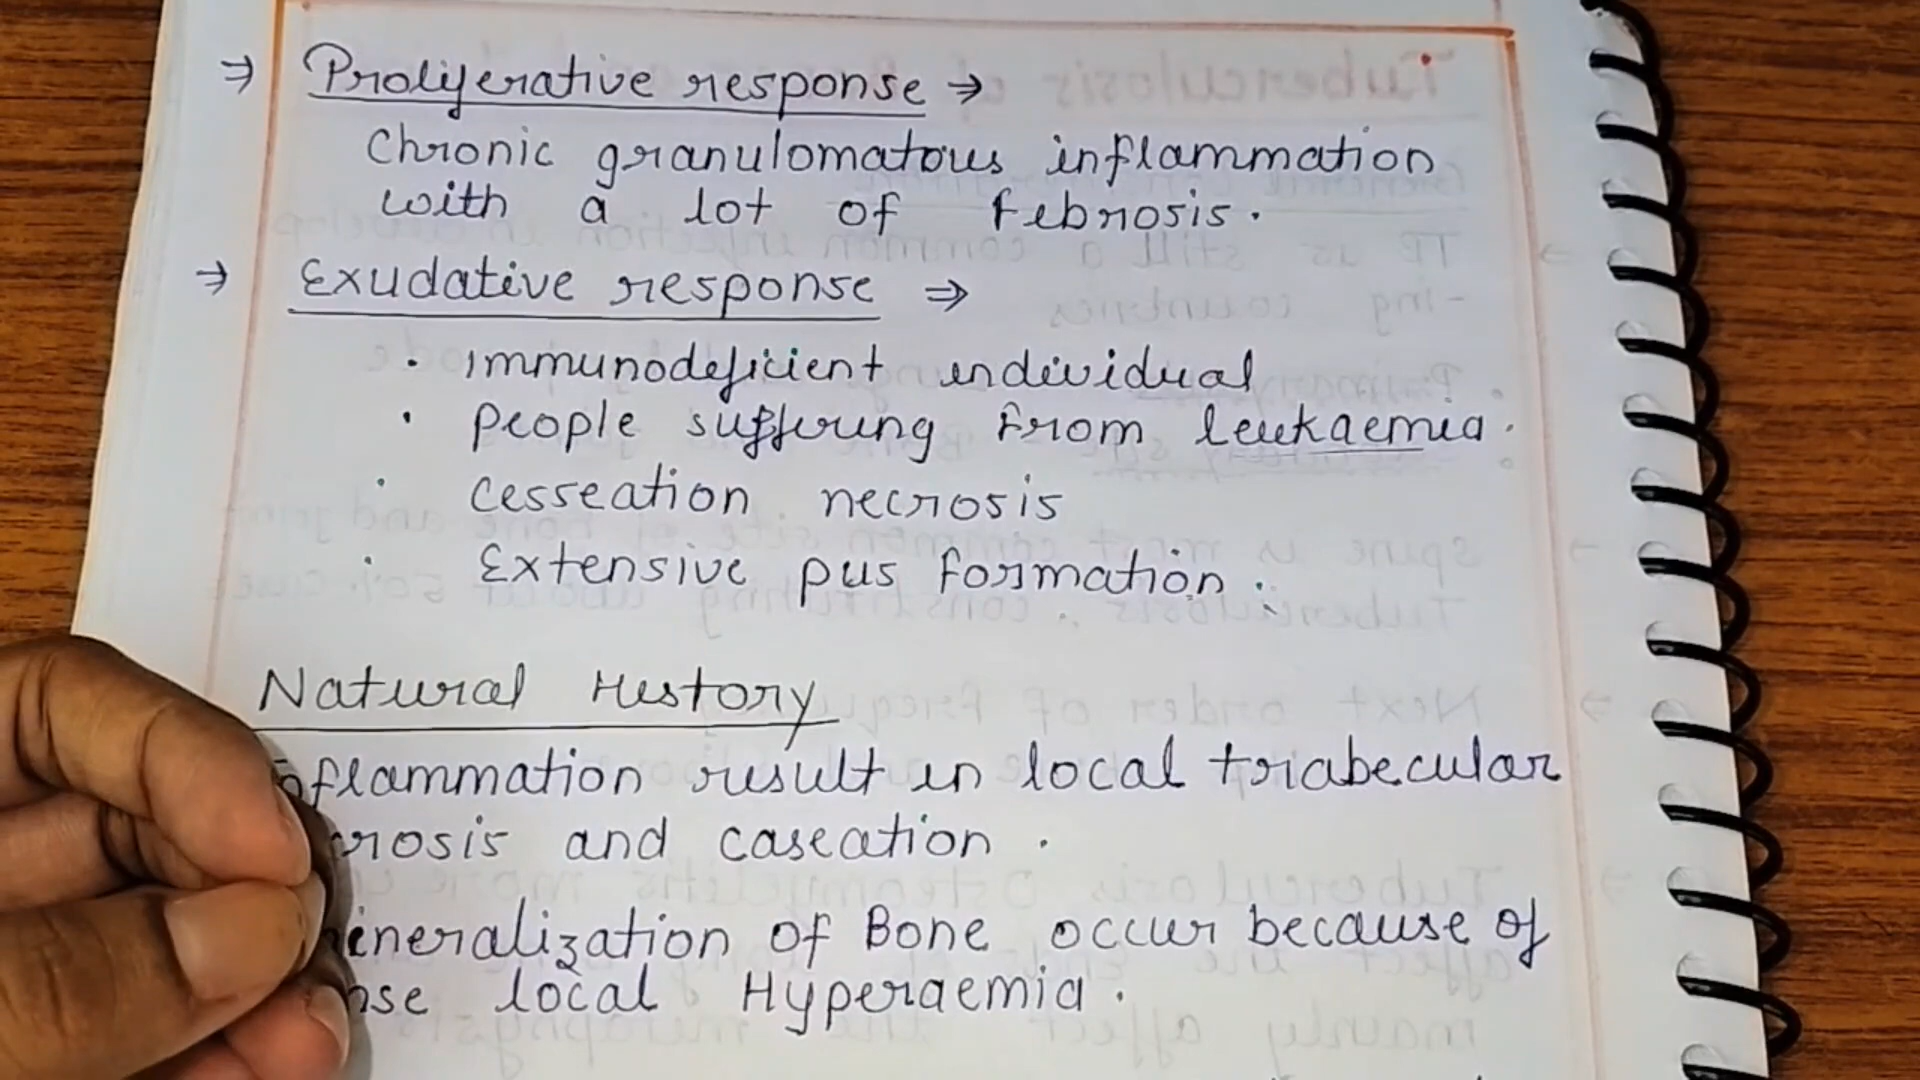 ⇒ Proliferative response →
Chronic granulomatous inflammation
with a lot of Febrosis.
⇒ Exudative response ⇒
• immunodeficient individual
• People suffering from leukaemia.
• Cesseation necrosis
• Extensive pus formation.
Natural History
nflammation result in local trabecular
rosis and caseation.
ineralization of Bone occur because of
nse local Hyperaemia.